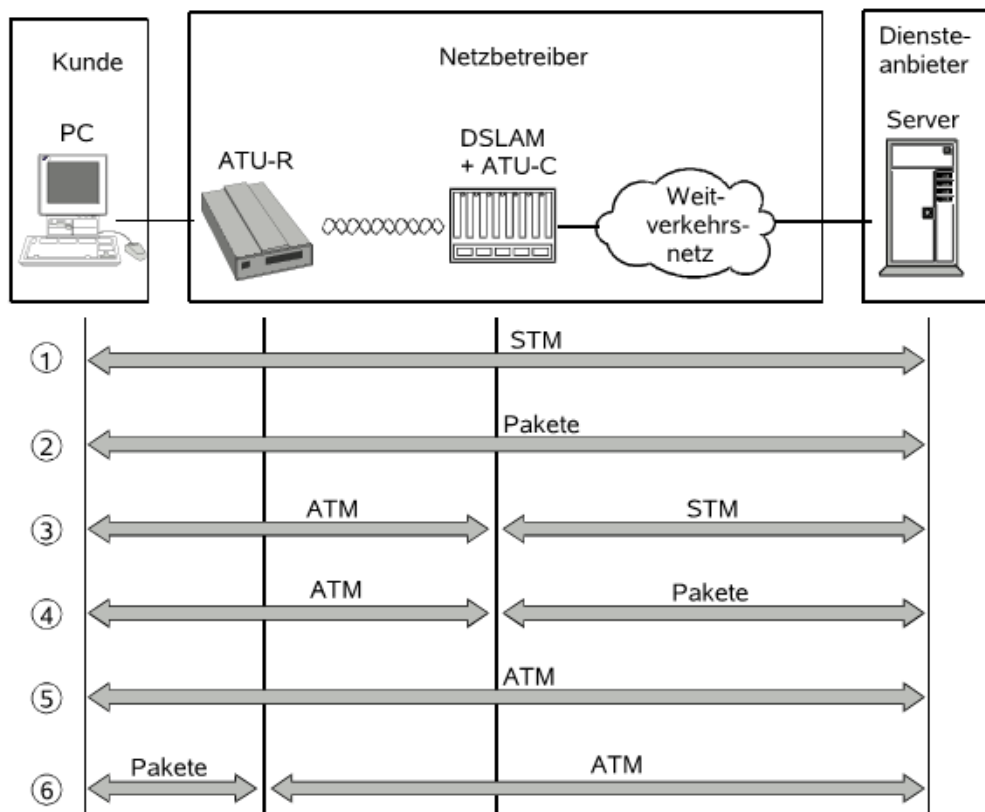 Kunde
Netzbetreiber
Dienste-
anbieter
PC
ATU-R
DSLAM
+ ATU-C
Weit-
verkehrs-
netz
Server
1 STM
2 Pakete
3 ATM STM
4 ATM Pakete
5 ATM
6 Pakete ATM